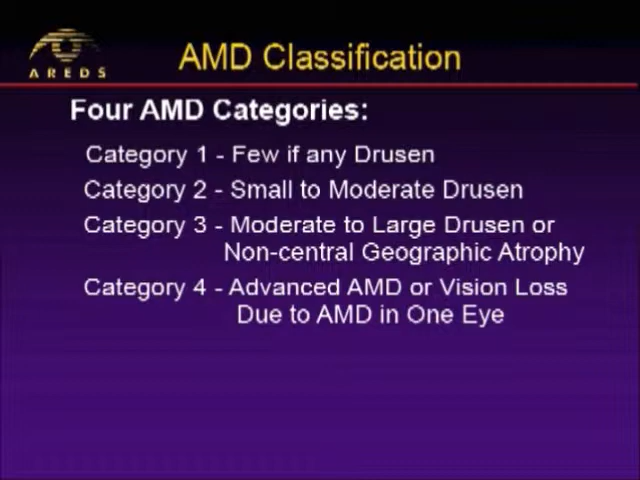 AREDS
AMD Classification
Four AMD Categories:
Category 1 - Few if any Drusen
Category 2 - Small to Moderate Drusen
Category 3 - Moderate to Large Drusen or
Non-central Geographic Atrophy
Category 4 - Advanced AMD or Vision Loss
Due to AMD in One Eye